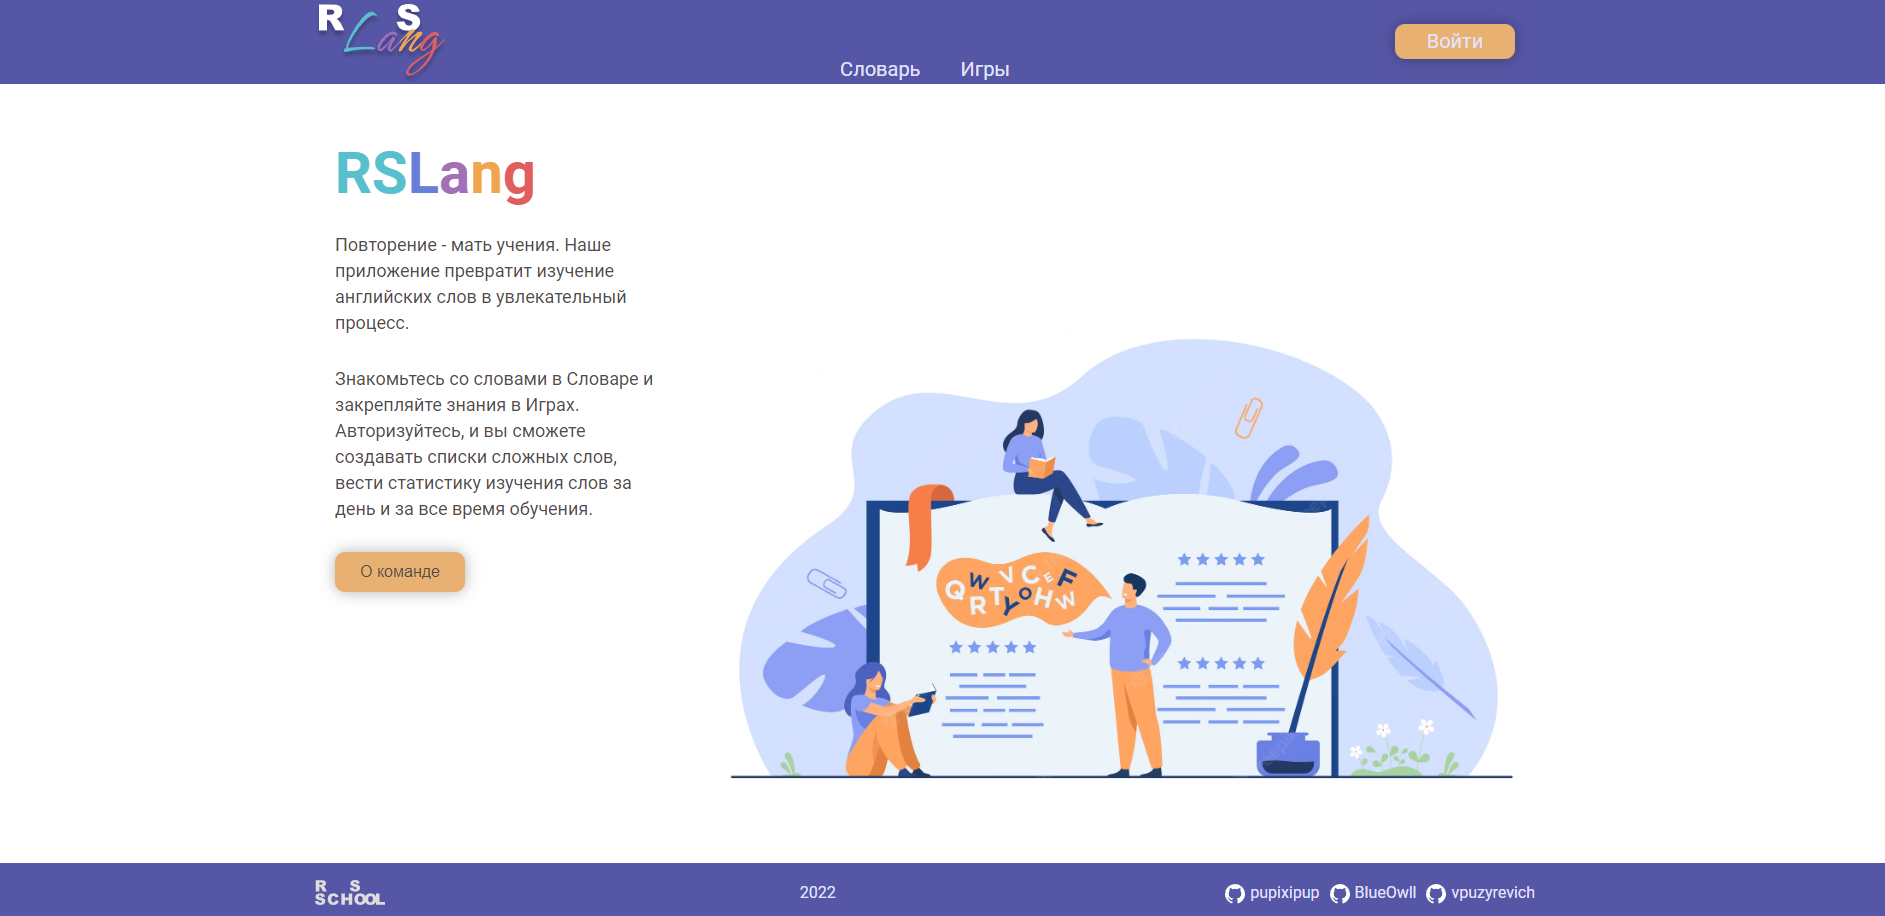 R S
Lang
Словарь Игры
Войти
RSLang
Повторение - мать учения. Наше
приложение превратит изучение
английских слов в увлекательный
процесс.
Знакомьтесь со словами в Словаре и
закрепляйте знания в Играх.
Авторизуйтесь, и вы сможете
создавать списки сложных слов,
вести статистику изучения слов за
день и за все время обучения.
О команде
Q W V C E F
R T Y O H W
R S
SCHOOL
2022
pupixipup BlueOwll vpuzyrevich